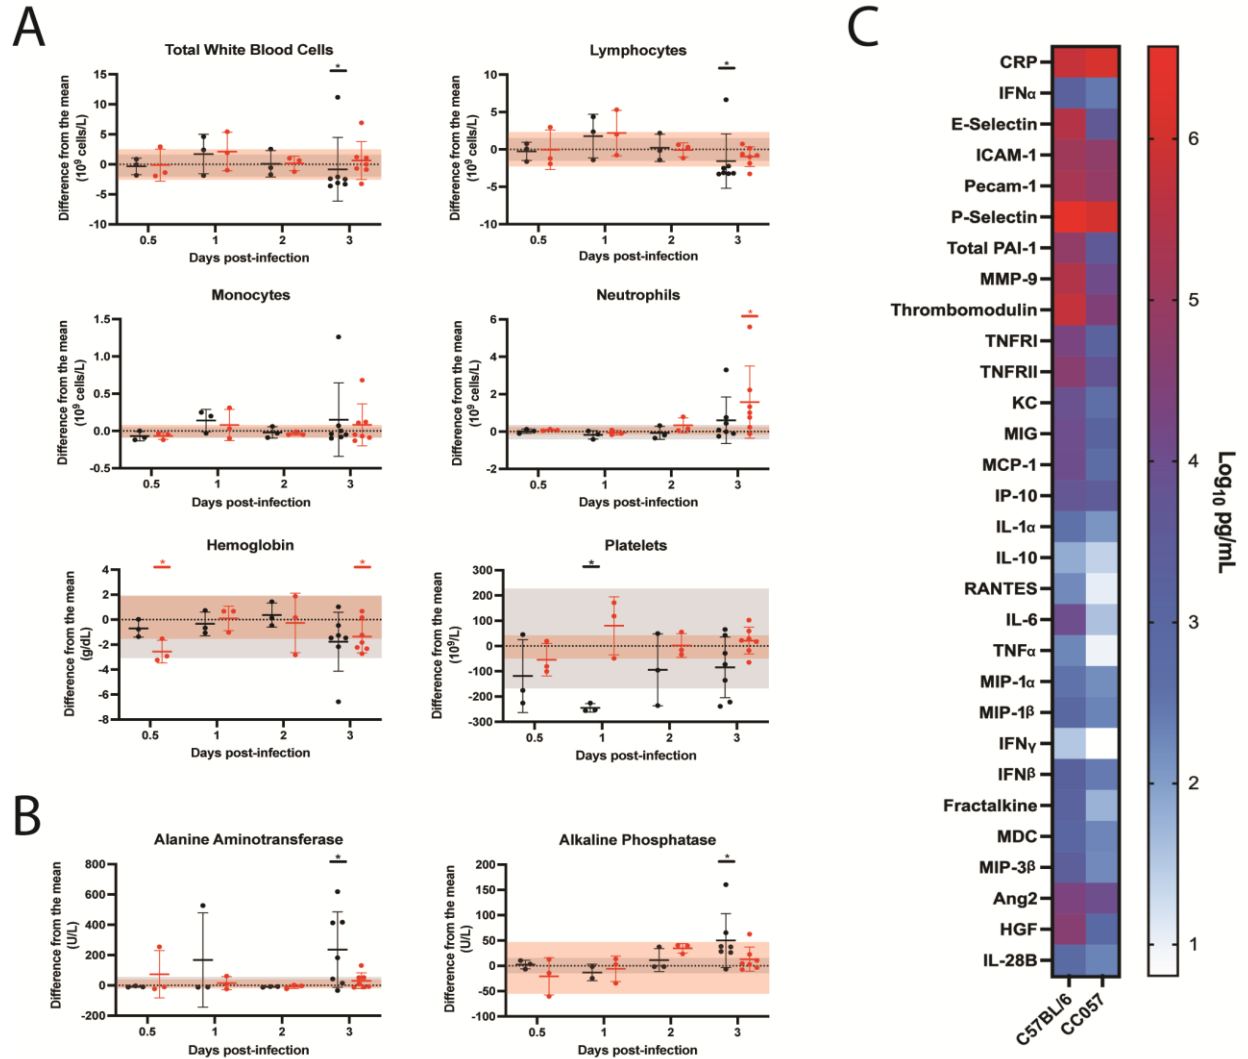 A
Total White Blood Cells
Difference from the mean
(10⁹ cells/L)
15
10
5
0
-5
-10
*
0.5 1 2 3
Days post-infection
Lymphocytes
Difference from the mean
(10⁹ cells/L)
10
5
0
-5
-10
*
0.5 1 2 3
Days post-infection
Monocytes
Difference from the mean
(10⁹ cells/L)
1.5
1.0
0.5
0.0
-0.5
0.5 1 2 3
Days post-infection
Neutrophils
Difference from the mean
(10⁹ cells/L)
6
4
2
0
-2
*
0.5 1 2 3
Days post-infection
Hemoglobin
Difference from the mean
(g/dL)
4
2
0
-2
-4
-6
-8
* *
0.5 1 2 3
Days post-infection
Platelets
Difference from the mean
(10⁹/L)
300
200
100
0
-100
-200
-300
*
0.5 1 2 3
Days post-infection
B
Alanine Aminotransferase
Difference from the mean
(U/L)
800
600
400
200
0
-200
*
0.5 1 2 3
Days post-infection
Alkaline Phosphatase
Difference from the mean
(U/L)
200
150
100
50
0
-50
-100
*
0.5 1 2 3
Days post-infection
C
CRP
IFNα
E-Selectin
ICAM-1
Pecam-1
P-Selectin
Total PAI-1
MMP-9
Thrombomodulin
TNFRI
TNFRII
KC
MIG
MCP-1
IP-10
IL-1α
IL-10
RANTES
IL-6
TNFα
MIP-1α
MIP-1β
IFNγ
IFNβ
Fractalkine
MDC
MIP-3β
Ang2
HGF
IL-28B
C57BL/6
CC057
6
5
4
3
2
1
Log₁₀ pg/mL